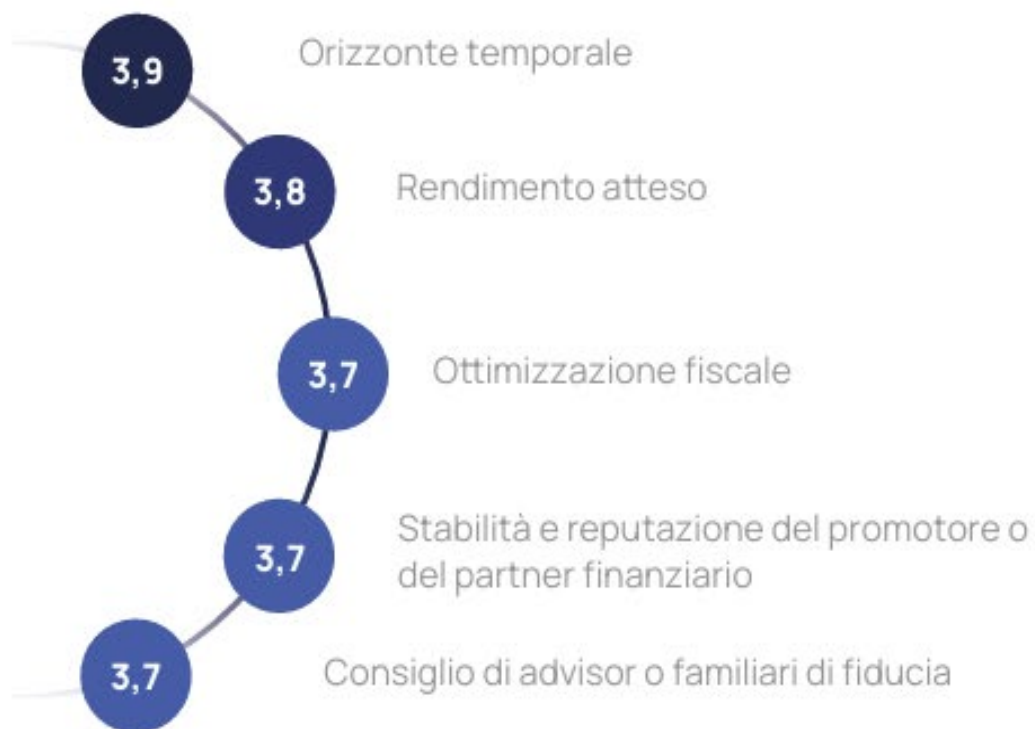 3,9 Orizzonte temporale
3,8 Rendimento atteso
3,7 Ottimizzazione fiscale
3,7 Stabilità e reputazione del promotore o
del partner finanziario
3,7 Consiglio di advisor o familiari di fiducia